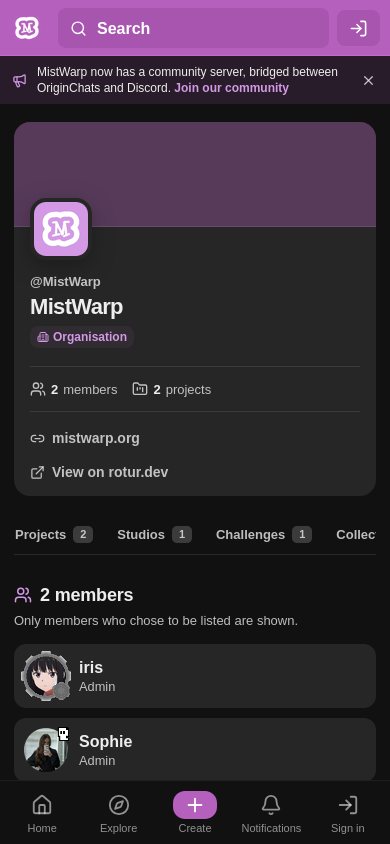 Search
MistWarp now has a community server, bridged between
OriginChats and Discord. Join our community
M
@MistWarp
MistWarp
Organisation
2 members 2 projects
mistwarp.org
View on rotur.dev
Projects 2 Studios 1 Challenges 1 Collec
2 members
Only members who chose to be listed are shown.
iris
Admin
Sophie
Admin
Home Explore Create Notifications Sign in